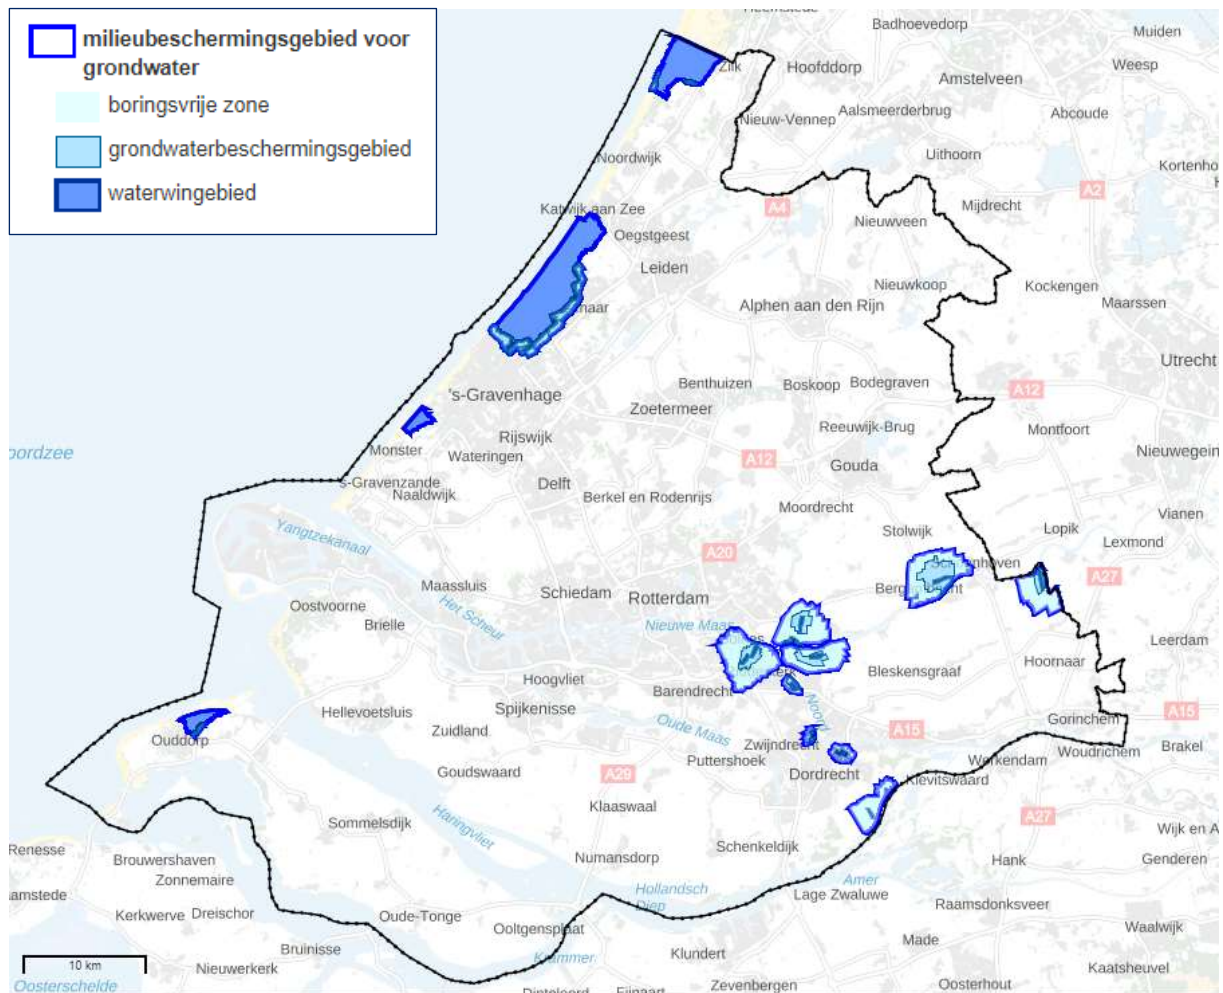 milieubeschermingsgebied voor
grondwater
boringsvrije zone
grondwaterbeschermingsgebied
waterwingebied
Badhoevedorp
Muiden
Zilk
Hoofddorp
Weesp
Amstelveen
Aalsmeerderbrug
Abcoude
Nieuw-Vennep
Uithoorn
Noordwijk
A2
Katwijk aan Zee
A4
Mijdrecht
Nieuwveen
Oegstgeest
Leiden
Nieuwkoop
Kockengen
Maarssen
Alphen aan den Rijn
Utrecht
Benthuizen
Boskoop
Bodegraven
A12
's-Gravenhage
Zoetermeer
Reeuwijk-Brug
Montfoort
Rijswijk
Monster
Wateringen
oordzee
A12
Gouda
Nieuwegein
's-Gravenzande
Naaldwijk
Delft
Berkel en Rodenrijs
Moordrecht
Vianen
Yangtzekanaal
Stolwijk
Lopik
Lexmond
A20
A27
Maassluis
Schiedam
Rotterdam
Oostvoorne
Het Scheur
Nieuwe Maas
Brielle
Leerdam
Hoornaar
Bleskensgraaf
Hoogvliet
Barendrecht
Noord
Hellevoetsluis
Spijkenisse
Gorinchem
A15
Zuidland
Oude Maas
A15
Ouddorp
Zwijndrecht
Woudrichem
Brakel
Puttershoek
Werkendam
Goudswaard
A29
Dordrecht
Kievitswaard
Klaaswaal
Haringvliet
A27
Sommelsdijk
Wijk en A
Renesse
Brouwershaven
Schenkeldijk
Numansdorp
Hank
Genderen
Zonnemaire
Amer
aamstede
Hollandsch
Diep
Lage Zwaluwe
Raamsdonksveer
Kerkwerve
Dreischor
Oude-Tonge
Ooltgensplaat
Waalwijk
Made
Bruinisse
Klundert
10 km
Nieuwerkerk
Krammer
Kaatsheuvel
Oosterschelde
Zevenbergen
Oosterhout